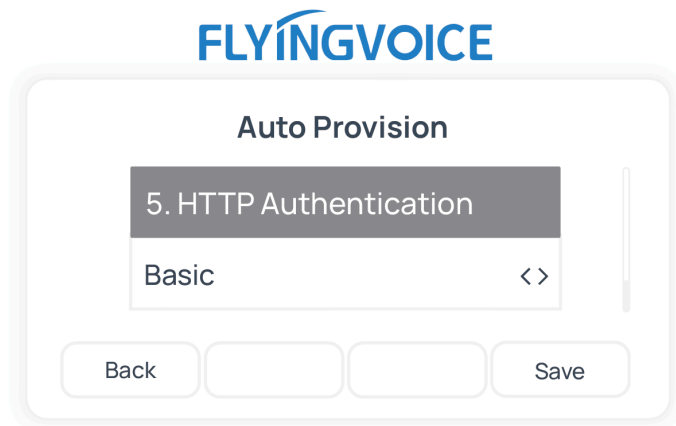 FLYINGVOICE
Auto Provision
5. HTTP Authentication
Basic <>
Back Save